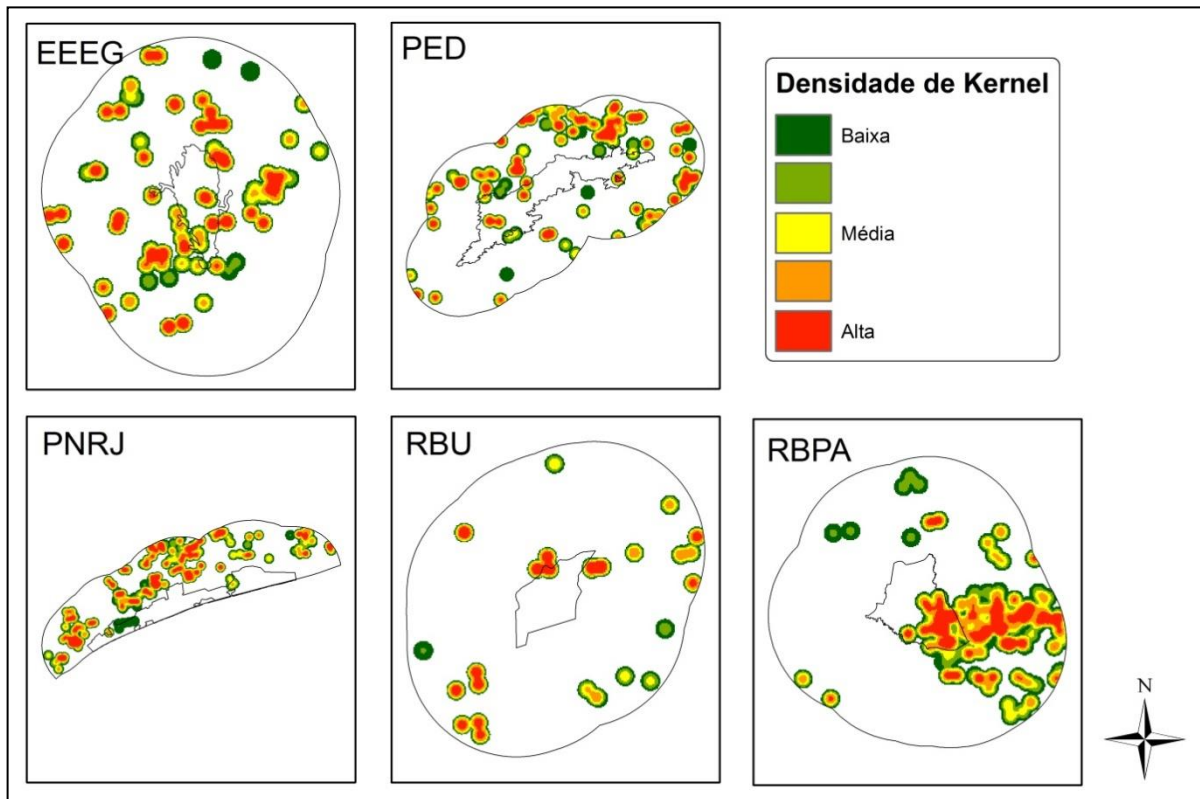 EEEG
PED
Densidade de Kernel
Baixa
Média
Alta
PNRJ
RBU
RBPA
N